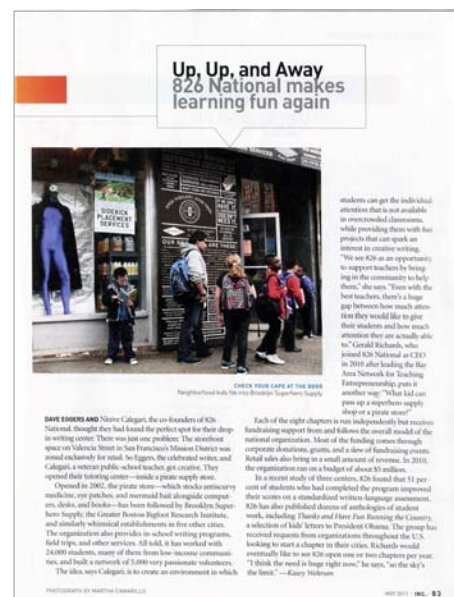 Up, Up, and Away
826 National makes
learning fun again
SIDEKICK
PLACEMENT
SERVICES
CHECK YOUR CAPE AT THE DOOR
Neighborhood kids file into Brooklyn Superhero Supply
DAVE EGGERS AND Nínive Calegari, the co-founders of 826
National, thought they had found the perfect spot for their drop-
in writing center. There was just one problem: The storefront
space on Valencia Street in San Francisco's Mission District was
zoned exclusively for retail. So Eggers, the celebrated writer, and
Calegari, a veteran public-school teacher, got creative. They
opened their tutoring center—inside a pirate supply store.
Opened in 2002, the pirate store—which stocks antiscurvy
medicine, eye patches, and mermaid bait alongside comput-
ers, desks, and books—has been followed by Brooklyn Super-
hero Supply, the Greater Boston Bigfoot Research Institute,
and similarly whimsical establishments in five other cities.
The organization also provides in-school writing programs,
field trips, and other services. All told, it has worked with
24,000 students, many of them from low-income communi-
ties, and built a network of 5,000 very passionate volunteers.
The idea, says Calegari, is to create an environment in which
students can get the individual
attention that is not available
in overcrowded classrooms,
while providing them with fun
projects that can spark an
interest in creative writing.
"We see 826 as an opportunity
to support teachers by bring-
ing in the community to help
them," she says. "Even with the
best teachers, there's a huge
gap between how much atten-
tion they would like to give
their students and how much
attention they are actually able
to." Gerald Richards, who
joined 826 National as CEO
in 2010 after leading the Bay
Area Network for Teaching
Entrepreneurship, puts it
another way: "What kid can
pass up a superhero supply
shop or a pirate store?"
Each of the eight chapters is run independently but receives
fundraising support from and follows the overall model of the
national organization. Most of the funding comes through
corporate donations, grants, and a slew of fundraising events.
Retail sales also bring in a small amount of revenue. In 2010,
the organization ran on a budget of about $5 million.
In a recent study of three centers, 826 found that 51 per-
cent of students who had completed the program improved
their scores on a standardized written-language assessment.
826 has also published dozens of anthologies of student
work, including Thanks and Have Fun Running the Country,
a selection of kids' letters to President Obama. The group has
received requests from organizations throughout the U.S.
looking to start a chapter in their cities. Richards would
eventually like to see 826 open one or two chapters per year.
"I think the need is huge right now," he says, "so the sky's
the limit." —Kasey Wehrum
PHOTOGRAPH BY MARTHA CAMARILLO
MAY 2011 - INC. - 83